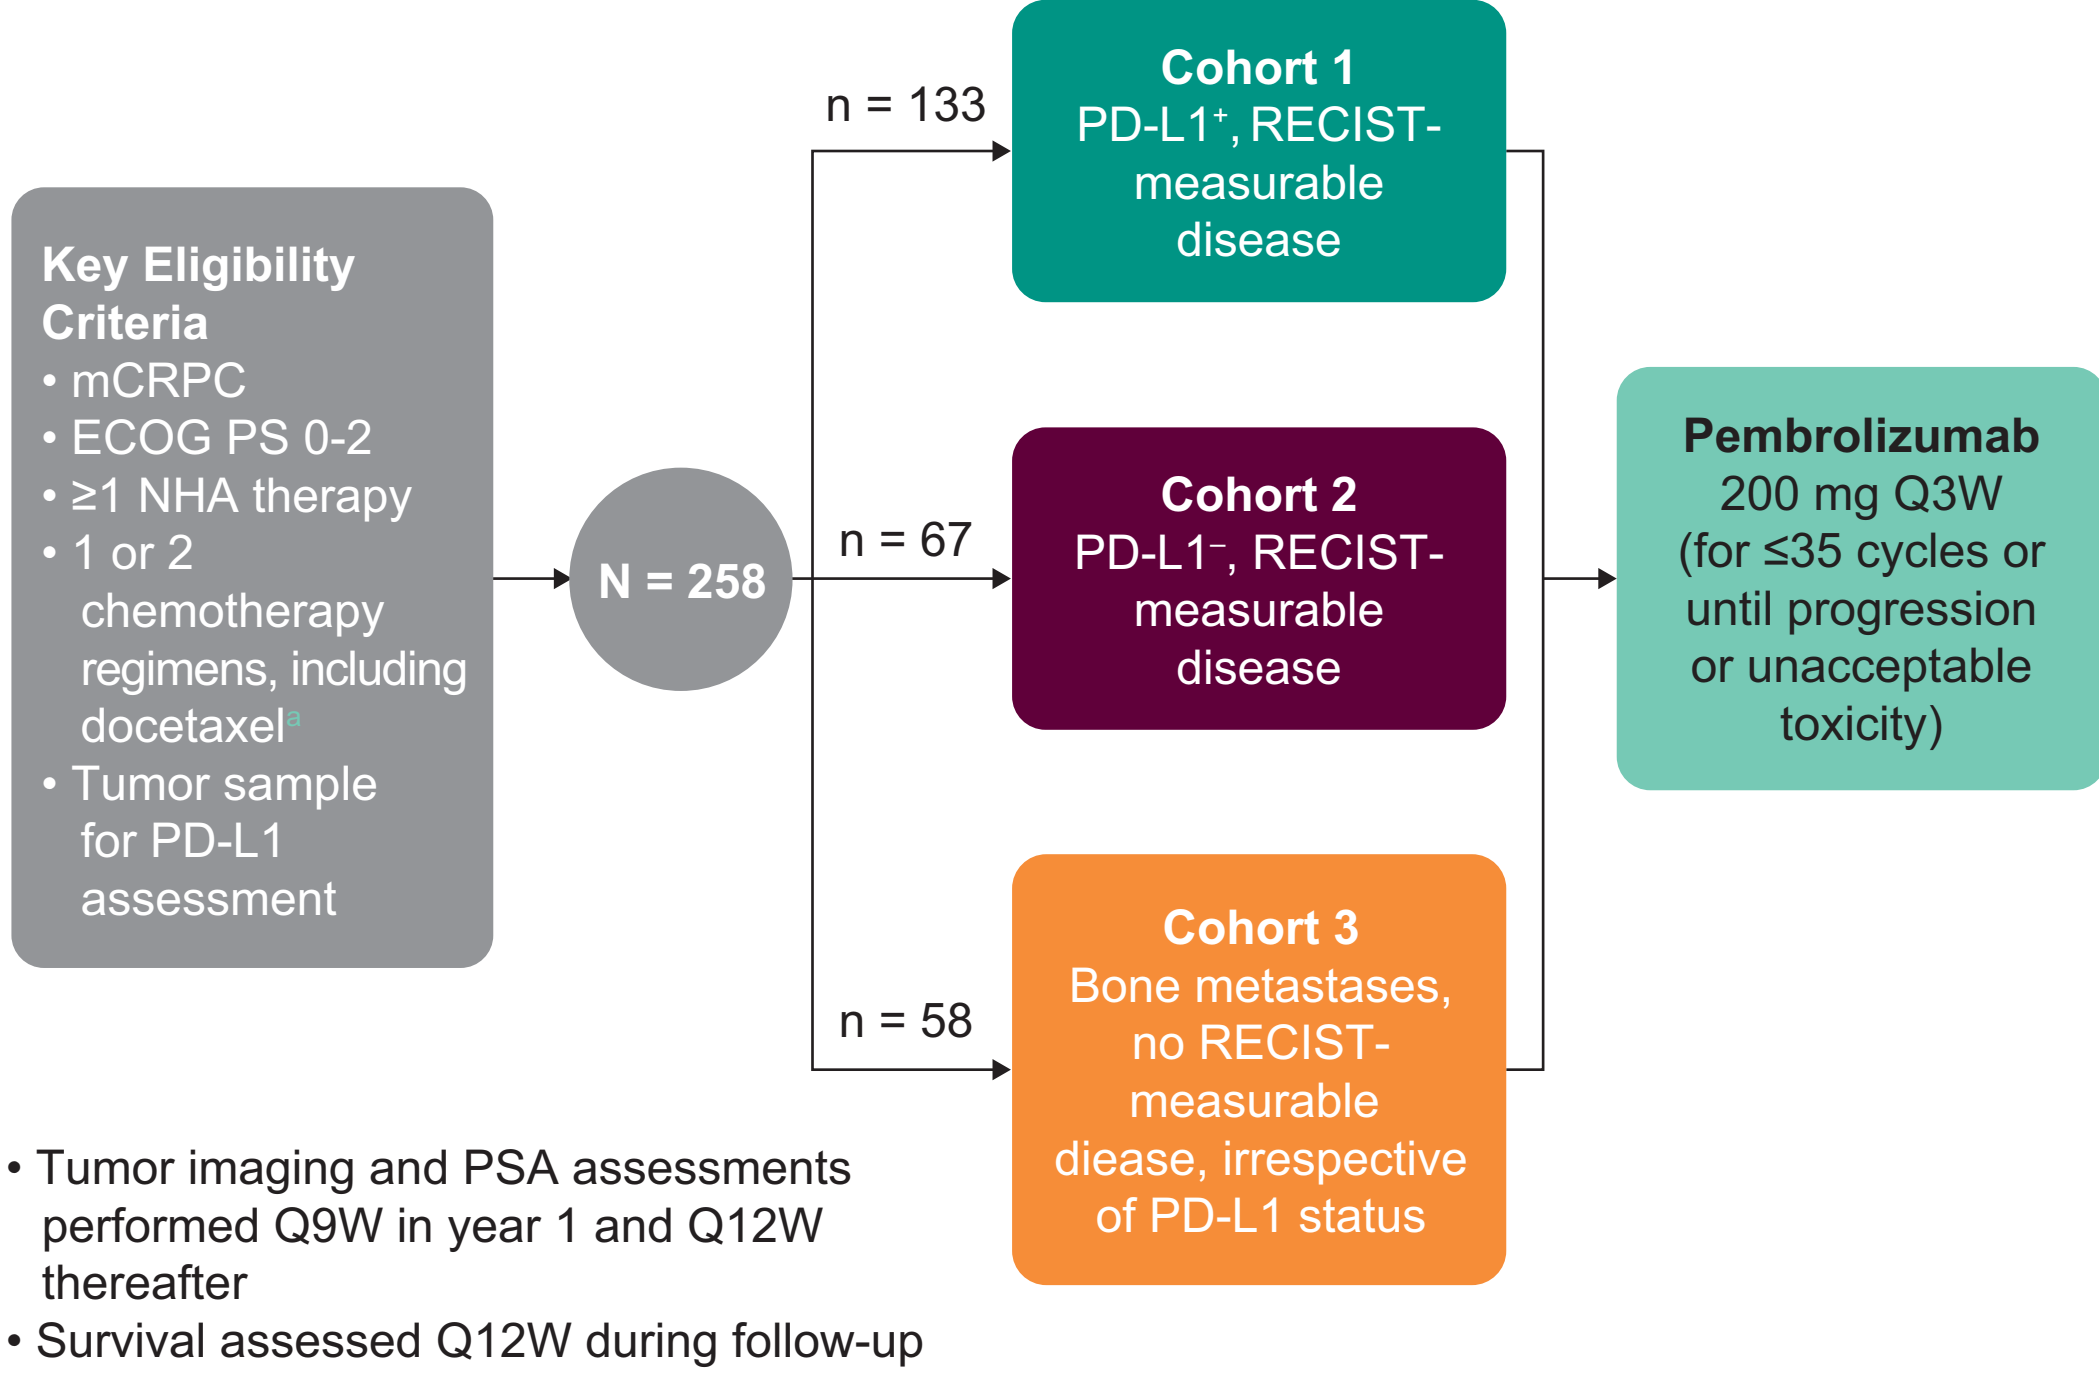 Key Eligibility
Criteria
• mCRPC
• ECOG PS 0-2
• ≥1 NHA therapy
• 1 or 2
chemotherapy
regimens, including
docetaxelᵃ
• Tumor sample
for PD-L1
assessment
N = 258
n = 133
Cohort 1
PD-L1⁺, RECIST-
measurable
disease
n = 67
Cohort 2
PD-L1⁻, RECIST-
measurable
disease
n = 58
Cohort 3
Bone metastases,
no RECIST-
measurable
diease, irrespective
of PD-L1 status
Pembrolizumab
200 mg Q3W
(for ≤35 cycles or
until progression
or unacceptable
toxicity)
• Tumor imaging and PSA assessments
performed Q9W in year 1 and Q12W
thereafter
• Survival assessed Q12W during follow-up